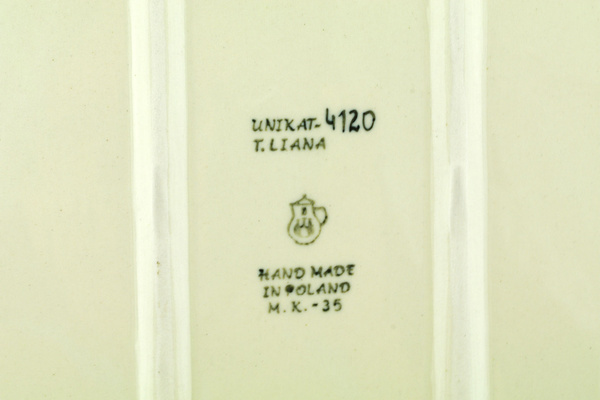 UNIKAT-4120
T. LIANA
HAND MADE
IN POLAND
M. K. - 35